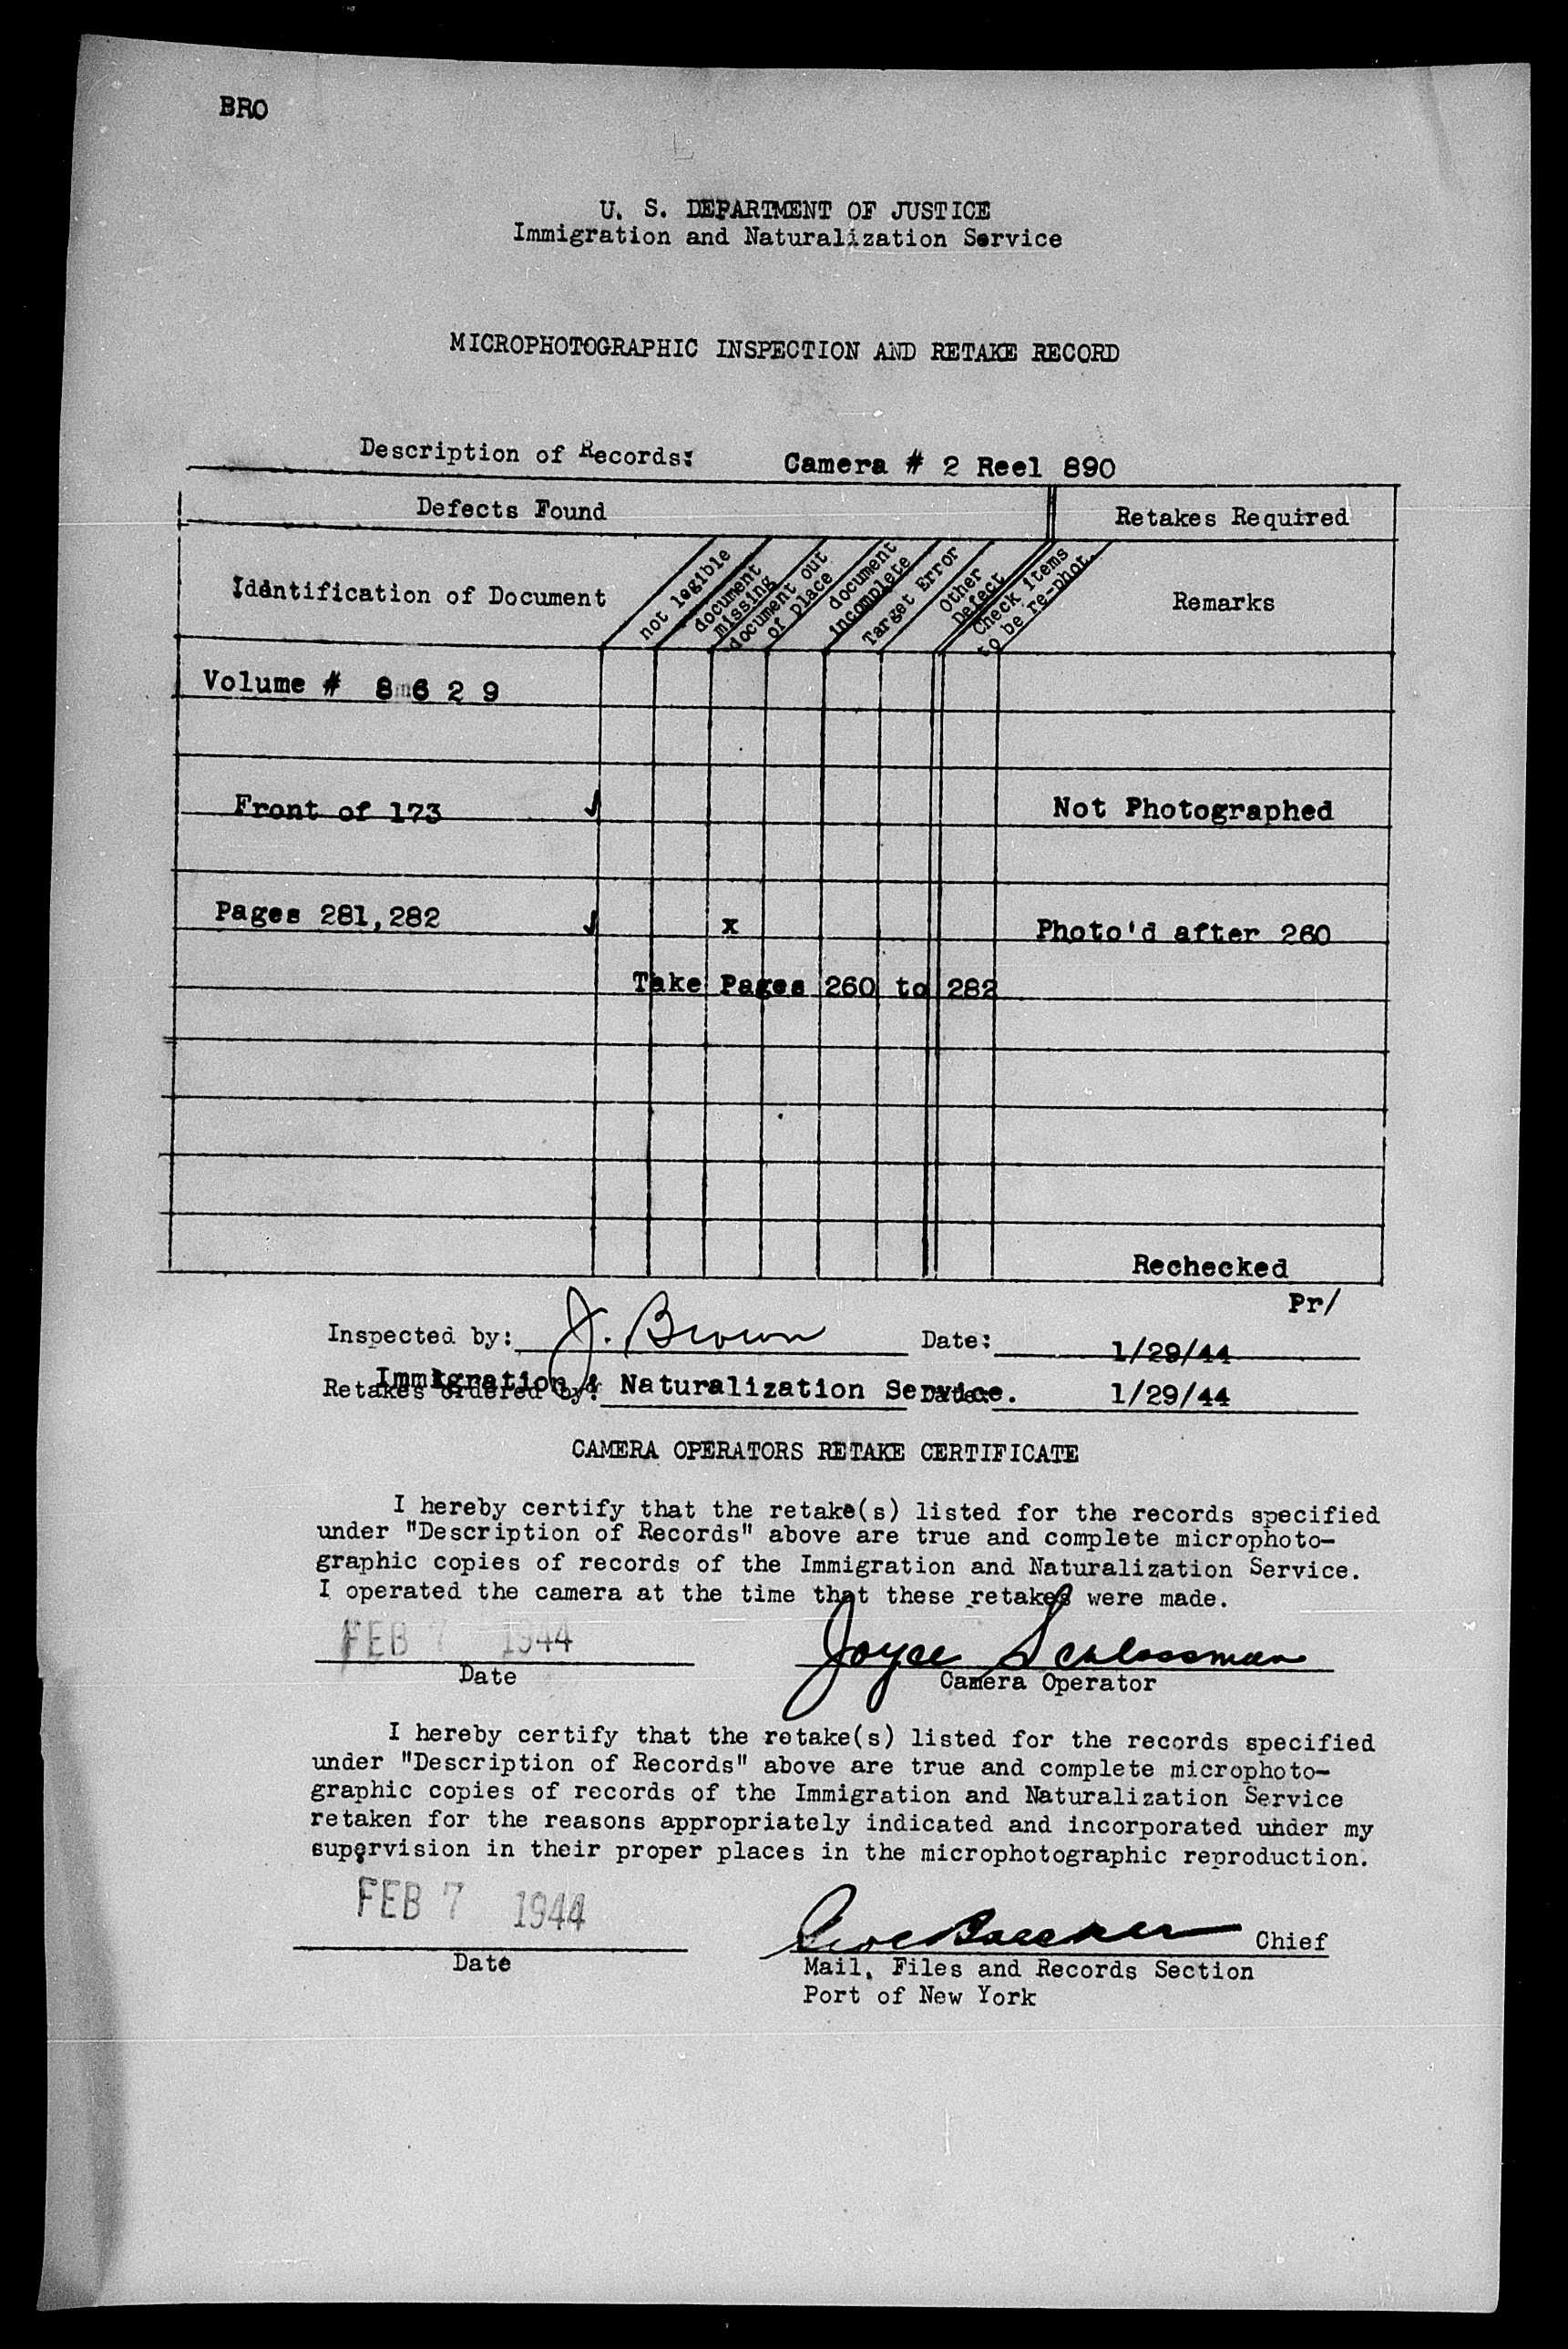 BRO
U. S. DEPARTMENT OF JUSTICE
Immigration and Naturalization Service
MICROPHOTOGRAPHIC INSPECTION AND RETAKE RECORD
Description of Records: Camera # 2 Reel 890
Defects Found Retakes Required
Identification of Document
not legible
document missing
document out of place
document incomplete
Target Error
Other Defect
Check items to be re-phot.
Remarks
Volume # 8 6 2 9
Front of 173 ✓ Not Photographed
Pages 281,282 ✓ x Photo'd after 260
Take Pages 260 to 282
Rechecked
Pr/
Inspected by: J. Brown Date: 1/29/44
Retakes ordered by: Immigration & Naturalization Service. Date: 1/29/44
CAMERA OPERATORS RETAKE CERTIFICATE
I hereby certify that the retake(s) listed for the records specified
under "Description of Records" above are true and complete microphoto-
graphic copies of records of the Immigration and Naturalization Service.
I operated the camera at the time that these retakes were made.
FEB 7 1944 Joyce Schlossman
Date Camera Operator
I hereby certify that the retake(s) listed for the records specified
under "Description of Records" above are true and complete microphoto-
graphic copies of records of the Immigration and Naturalization Service
retaken for the reasons appropriately indicated and incorporated under my
supervision in their proper places in the microphotographic reproduction.
FEB 7 1944
Chief
Date Mail, Files and Records Section
Port of New York